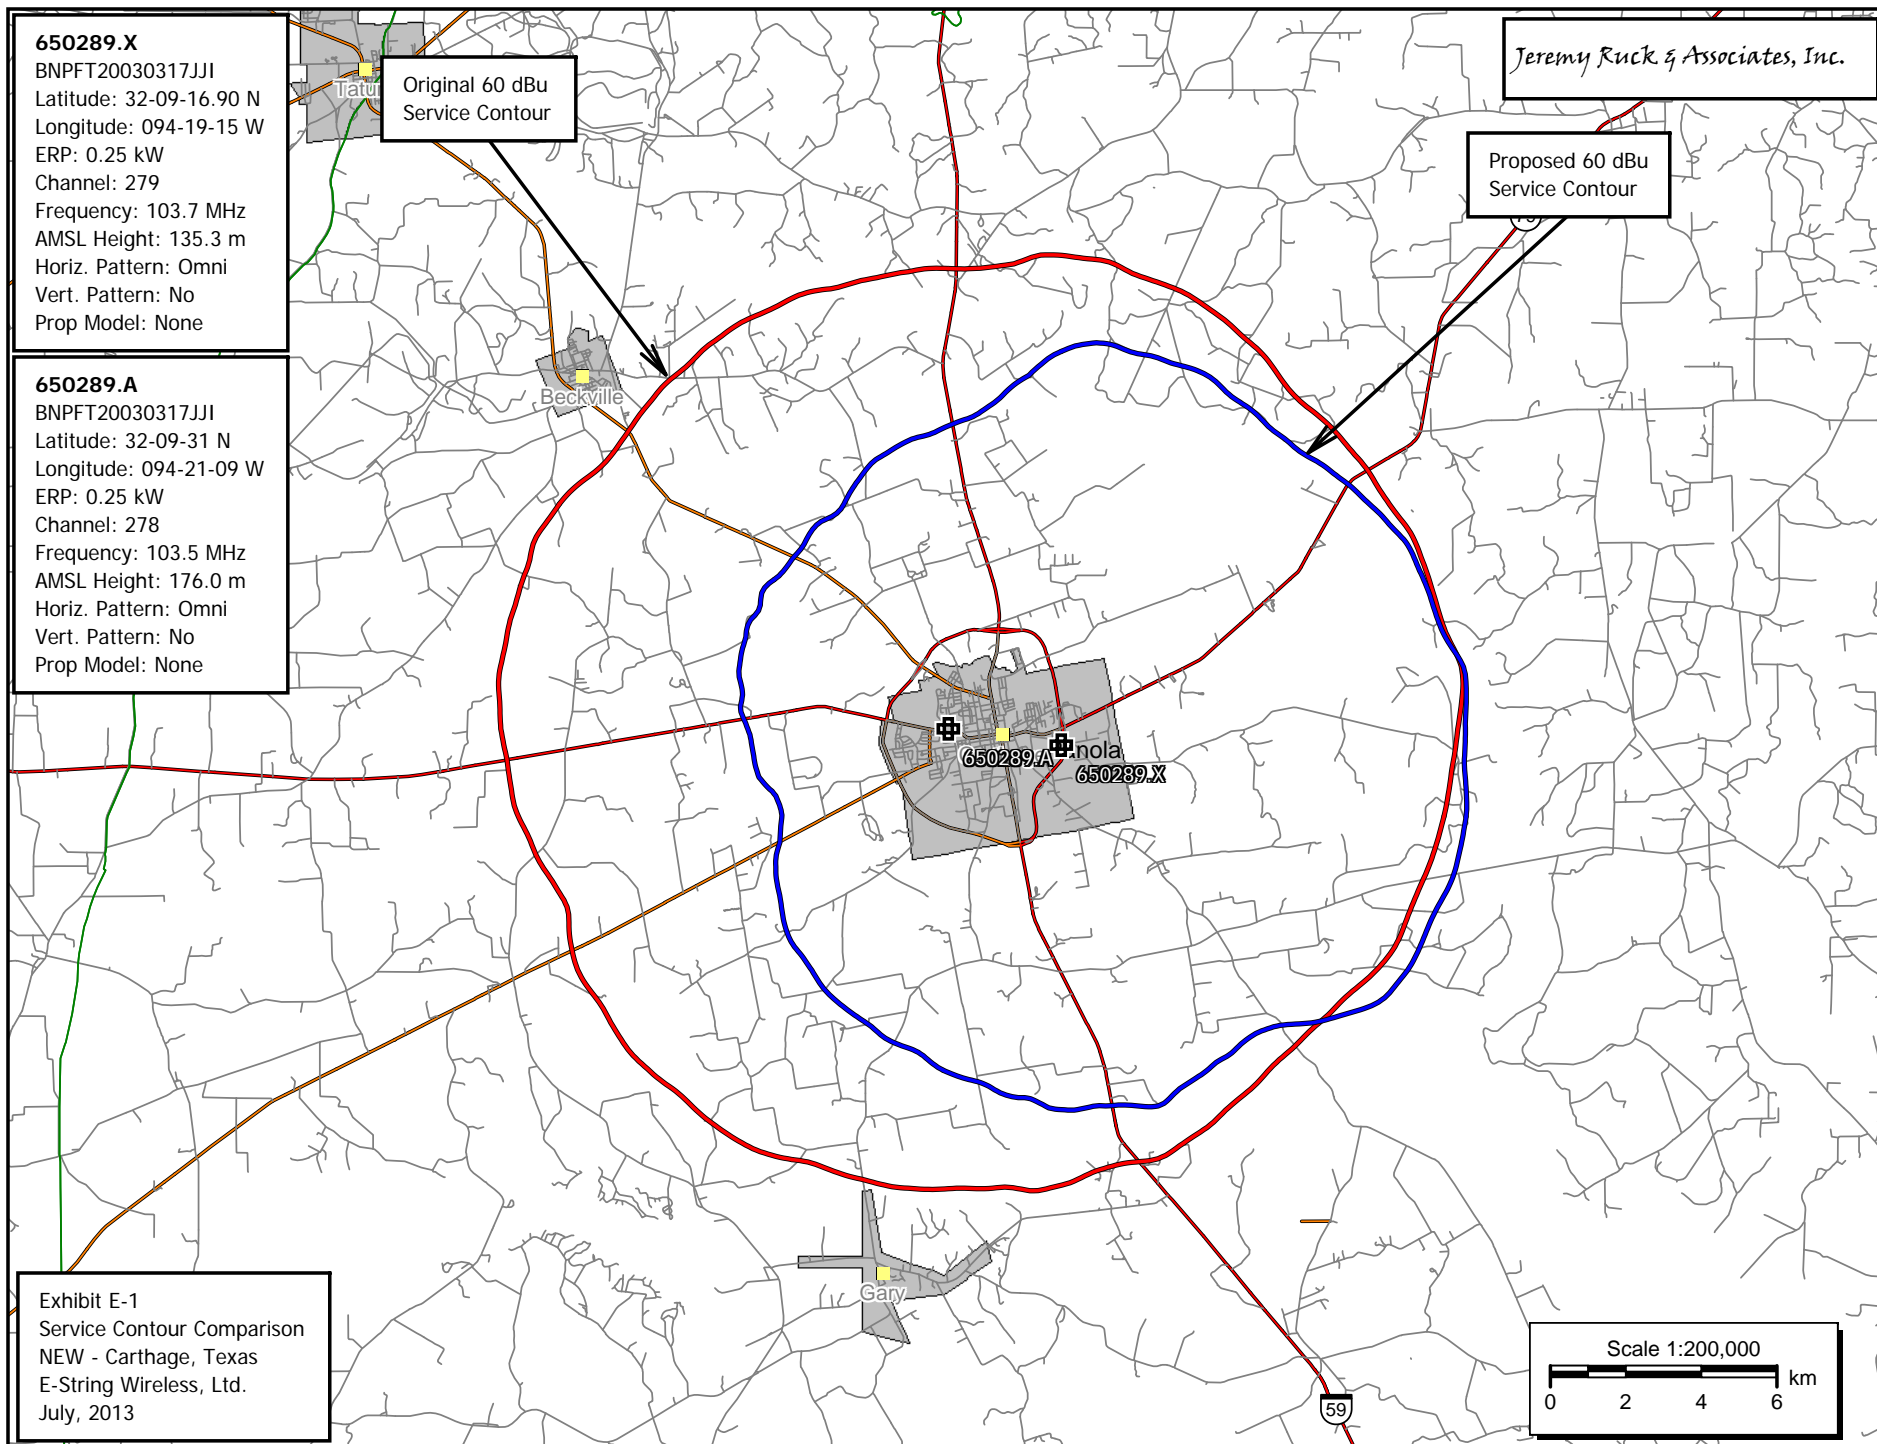 650289.X
BNPFT20030317JJI
Latitude: 32-09-16.90 N
Longitude: 094-19-15 W
ERP: 0.25 kW
Channel: 279
Frequency: 103.7 MHz
AMSL Height: 135.3 m
Horiz. Pattern: Omni
Vert. Pattern: No
Prop Model: None
650289.A
BNPFT20030317JJI
Latitude: 32-09-31 N
Longitude: 094-21-09 W
ERP: 0.25 kW
Channel: 278
Frequency: 103.5 MHz
AMSL Height: 176.0 m
Horiz. Pattern: Omni
Vert. Pattern: No
Prop Model: None
Original 60 dBu
Service Contour
Jeremy Ruck & Associates, Inc.
Proposed 60 dBu
Service Contour
Beckville
nola
650289.A
650289.X
Gary
59
Exhibit E-1
Service Contour Comparison
NEW - Carthage, Texas
E-String Wireless, Ltd.
July, 2013
Scale 1:200,000
km
0 2 4 6